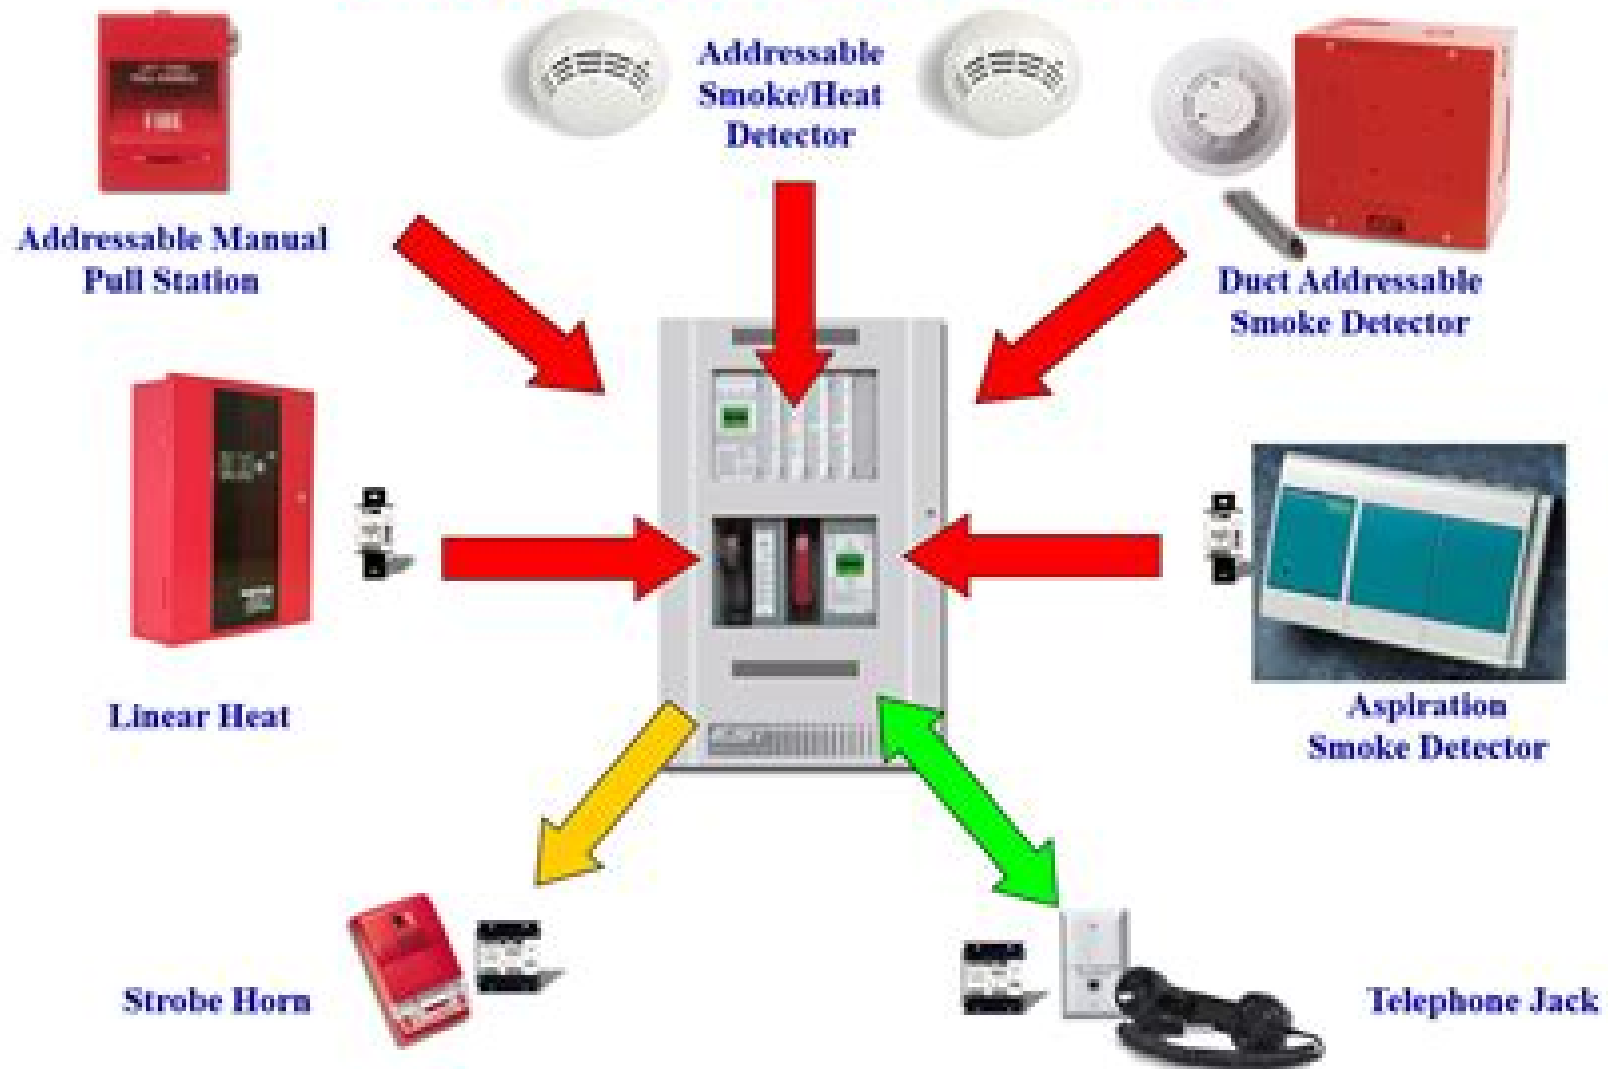 Addressable
Smoke/Heat
Detector
FIRE
Addressable Manual
Pull Station
Duct Addressable
Smoke Detector
Linear Heat
Aspiration
Smoke Detector
Strobe Horn
Telephone Jack